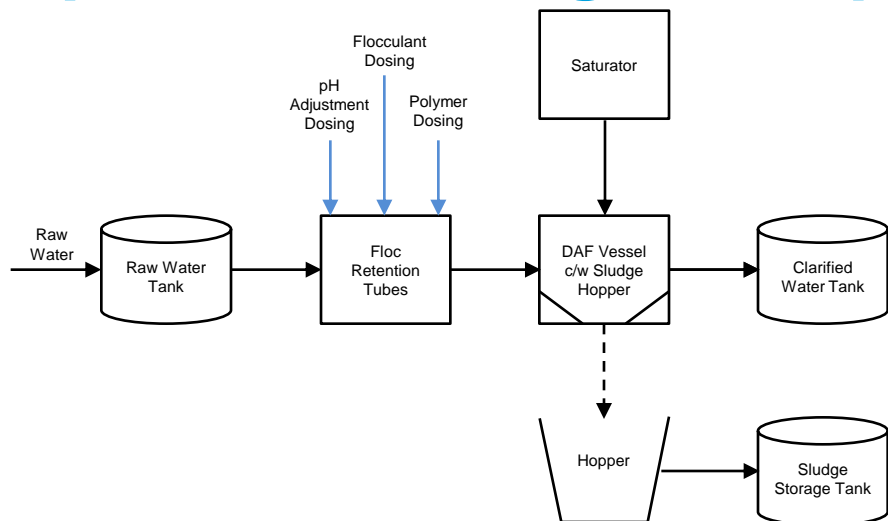 Flocculant
Dosing
pH
Adjustment
Dosing
Polymer
Dosing
Saturator
Raw
Water
Raw Water
Tank
Floc
Retention
Tubes
DAF Vessel
c/w Sludge
Hopper
Clarified
Water Tank
Hopper
Sludge
Storage Tank